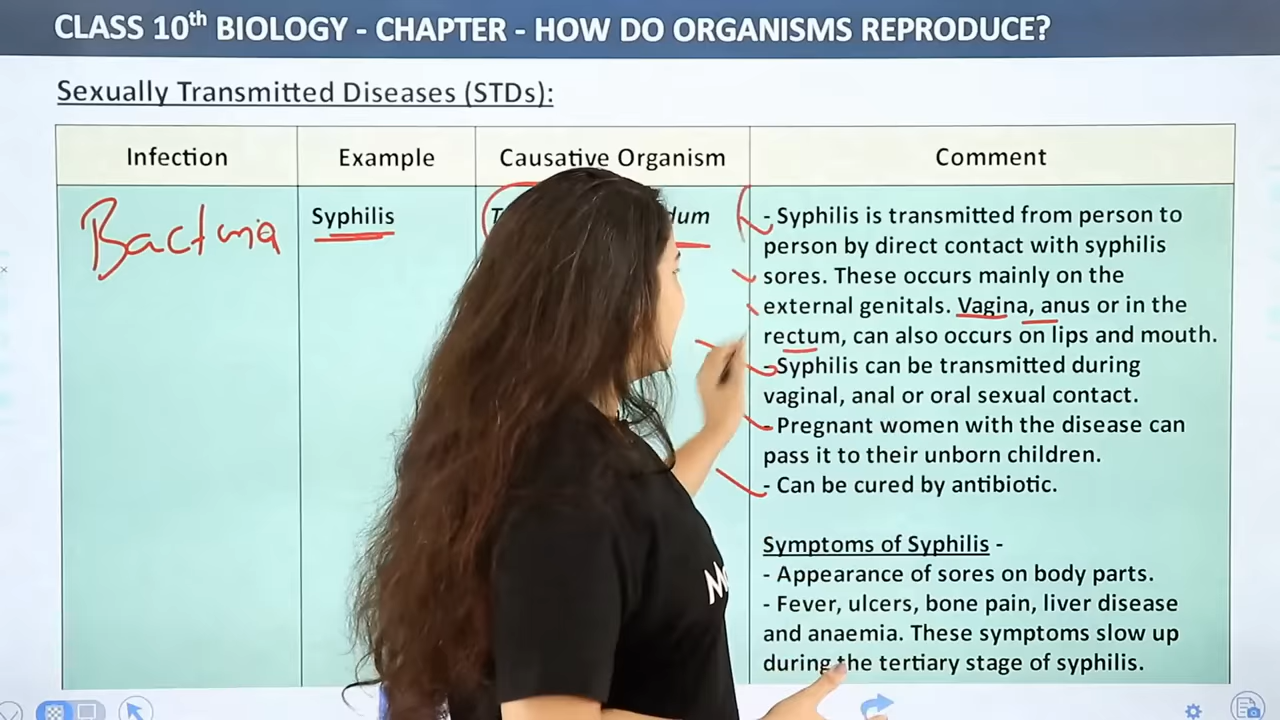 CLASS 10th BIOLOGY - CHAPTER - HOW DO ORGANISMS REPRODUCE?
Sexually Transmitted Diseases (STDs):
Infection Example Causative Organism Comment
Syphilis
- Syphilis is transmitted from person to
person by direct contact with syphilis
sores. These occurs mainly on the
external genitals. Vagina, anus or in the
rectum, can also occurs on lips and mouth.
- Syphilis can be transmitted during
vaginal, anal or oral sexual contact.
- Pregnant women with the disease can
pass it to their unborn children.
- Can be cured by antibiotic.
Symptoms of Syphilis -
- Appearance of sores on body parts.
- Fever, ulcers, bone pain, liver disease
and anaemia. These symptoms slow up
during the tertiary stage of syphilis.